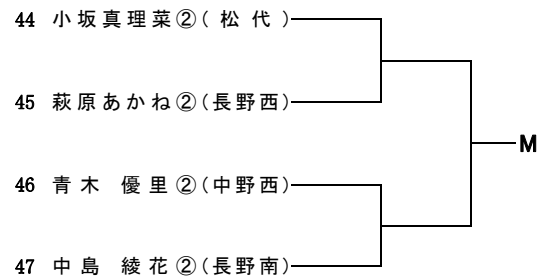 44 小坂真理菜②(松代)
45 萩原あかね②(長野西)
M
46 青木 優里②(中野西)
47 中島 綾花②(長野南)